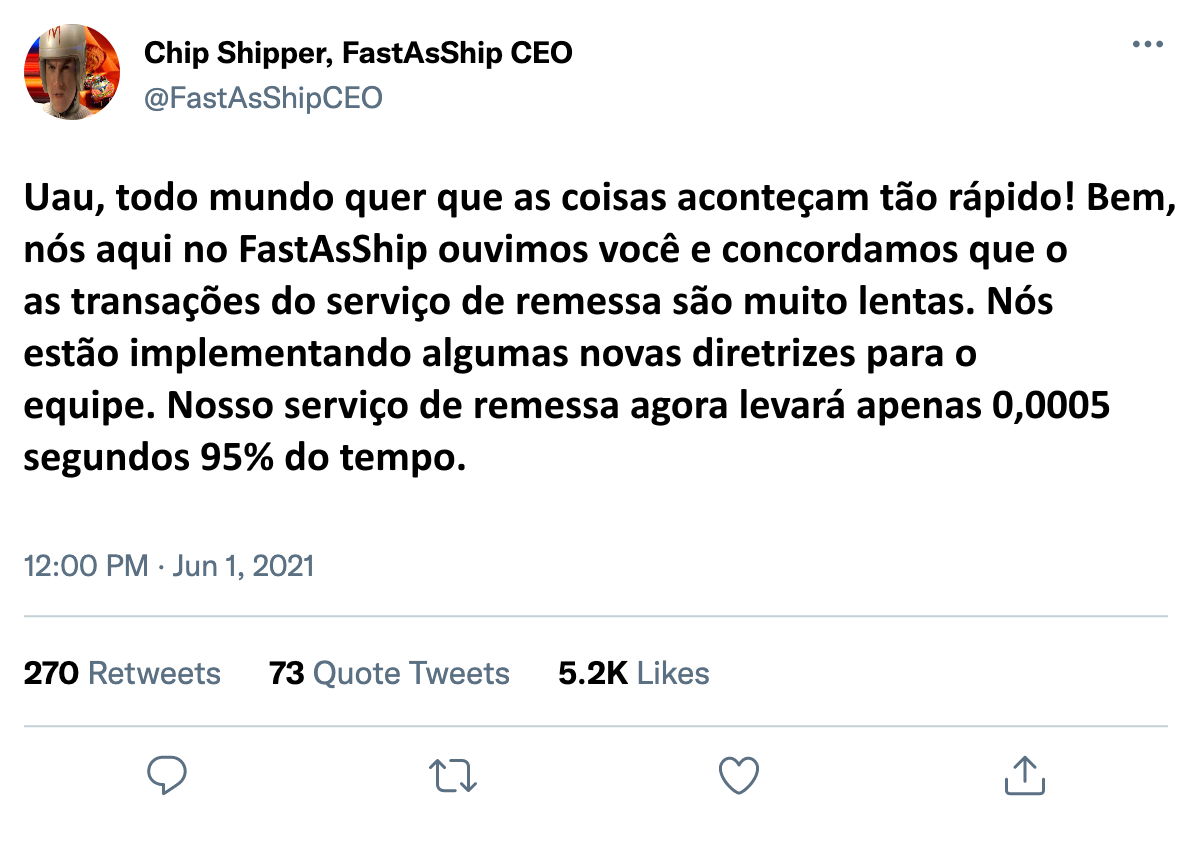 Chip Shipper, FastAsShip CEO
@FastAsShipCEO
Uau, todo mundo quer que as coisas aconteçam tão rápido! Bem,
nós aqui no FastAsShip ouvimos você e concordamos que o
as transações do serviço de remessa são muito lentas. Nós
estão implementando algumas novas diretrizes para o
equipe. Nosso serviço de remessa agora levará apenas 0,0005
segundos 95% do tempo.
12:00 PM · Jun 1, 2021
270 Retweets 73 Quote Tweets 5.2K Likes